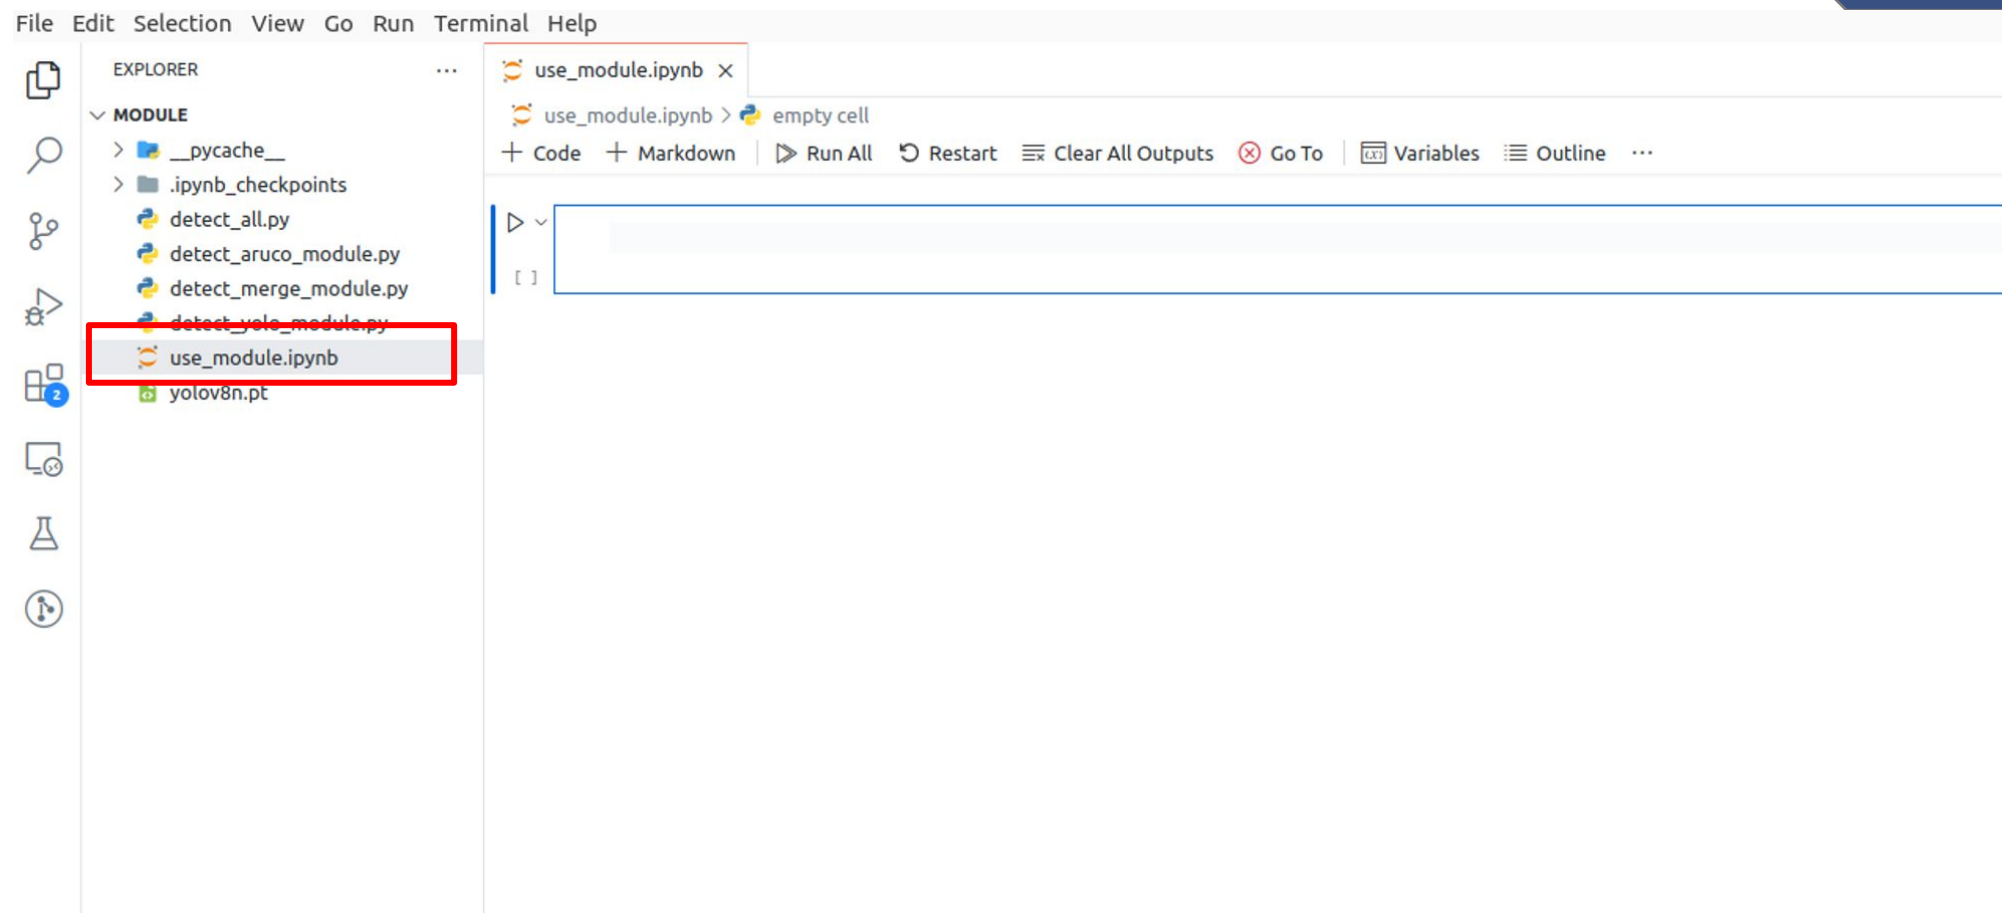 File Edit Selection View Go Run Terminal Help
EXPLORER ...
MODULE
__pycache__
.ipynb_checkpoints
detect_all.py
detect_aruco_module.py
detect_merge_module.py
detect_yolo_module.py
use_module.ipynb
yolov8n.pt
2
use_module.ipynb
use_module.ipynb > empty cell
+ Code + Markdown Run All Restart Clear All Outputs Go To Variables Outline ...
[ ]